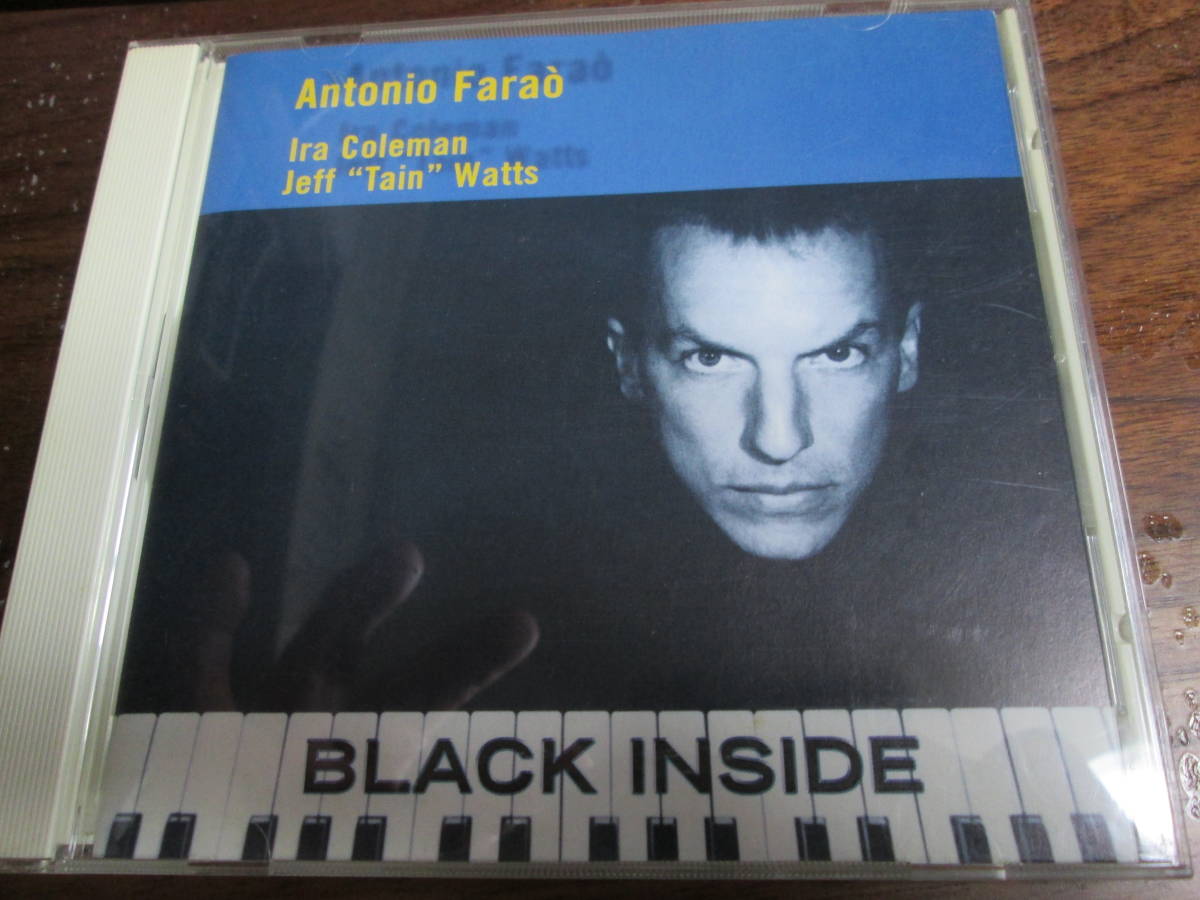 Antonio Faraò
Ira Coleman
Jeff “Tain” Watts
BLACK INSIDE